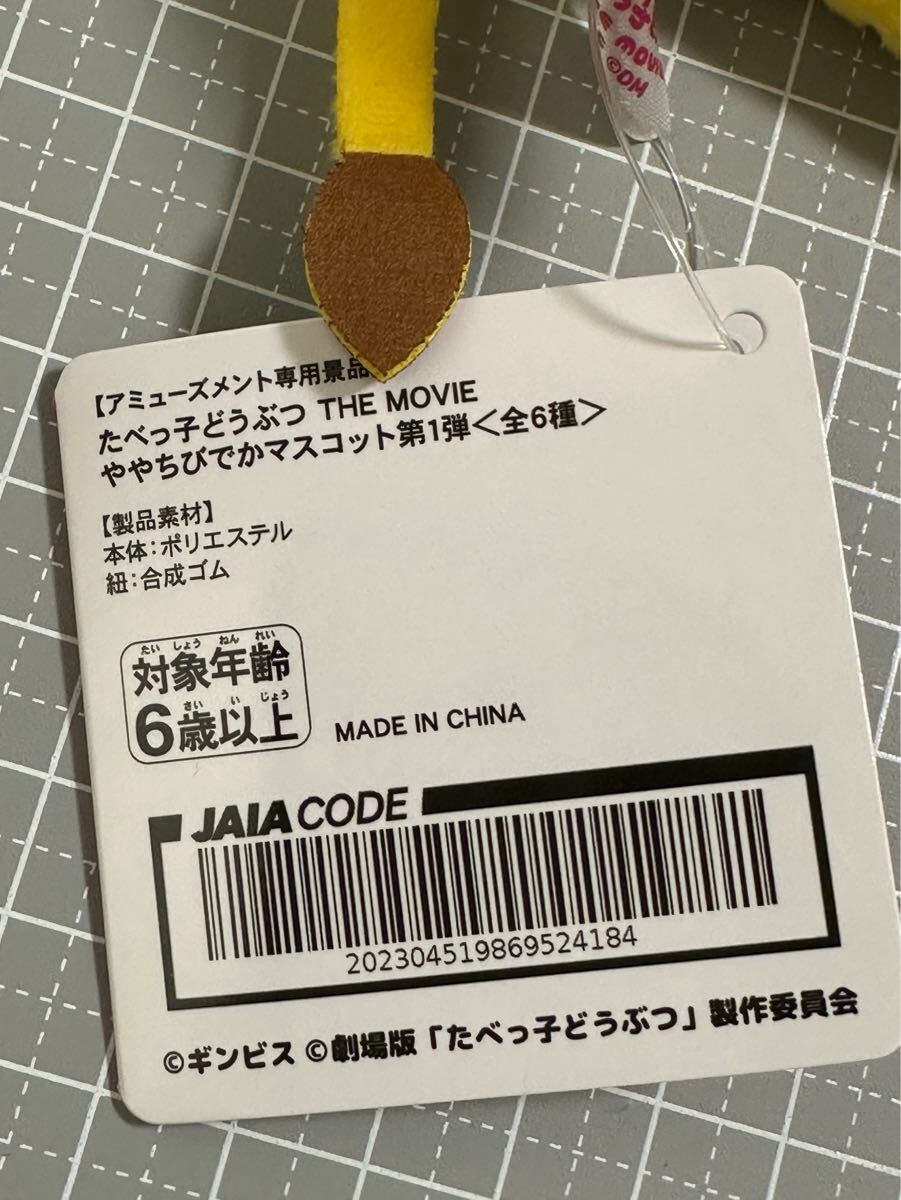 MOVIE
©OM
【アミューズメント専用景品
たべっ子どうぶつ THE MOVIE
ややちびでかマスコット第1弾＜全6種＞
【製品素材】
本体：ポリエステル
紐：合成ゴム
たいしょうねんれい
対象年齢
さいいじょう
6歳以上
MADE IN CHINA
JAIA CODE
202304519869524184
©ギンビス ©劇場版「たべっ子どうぶつ」製作委員会